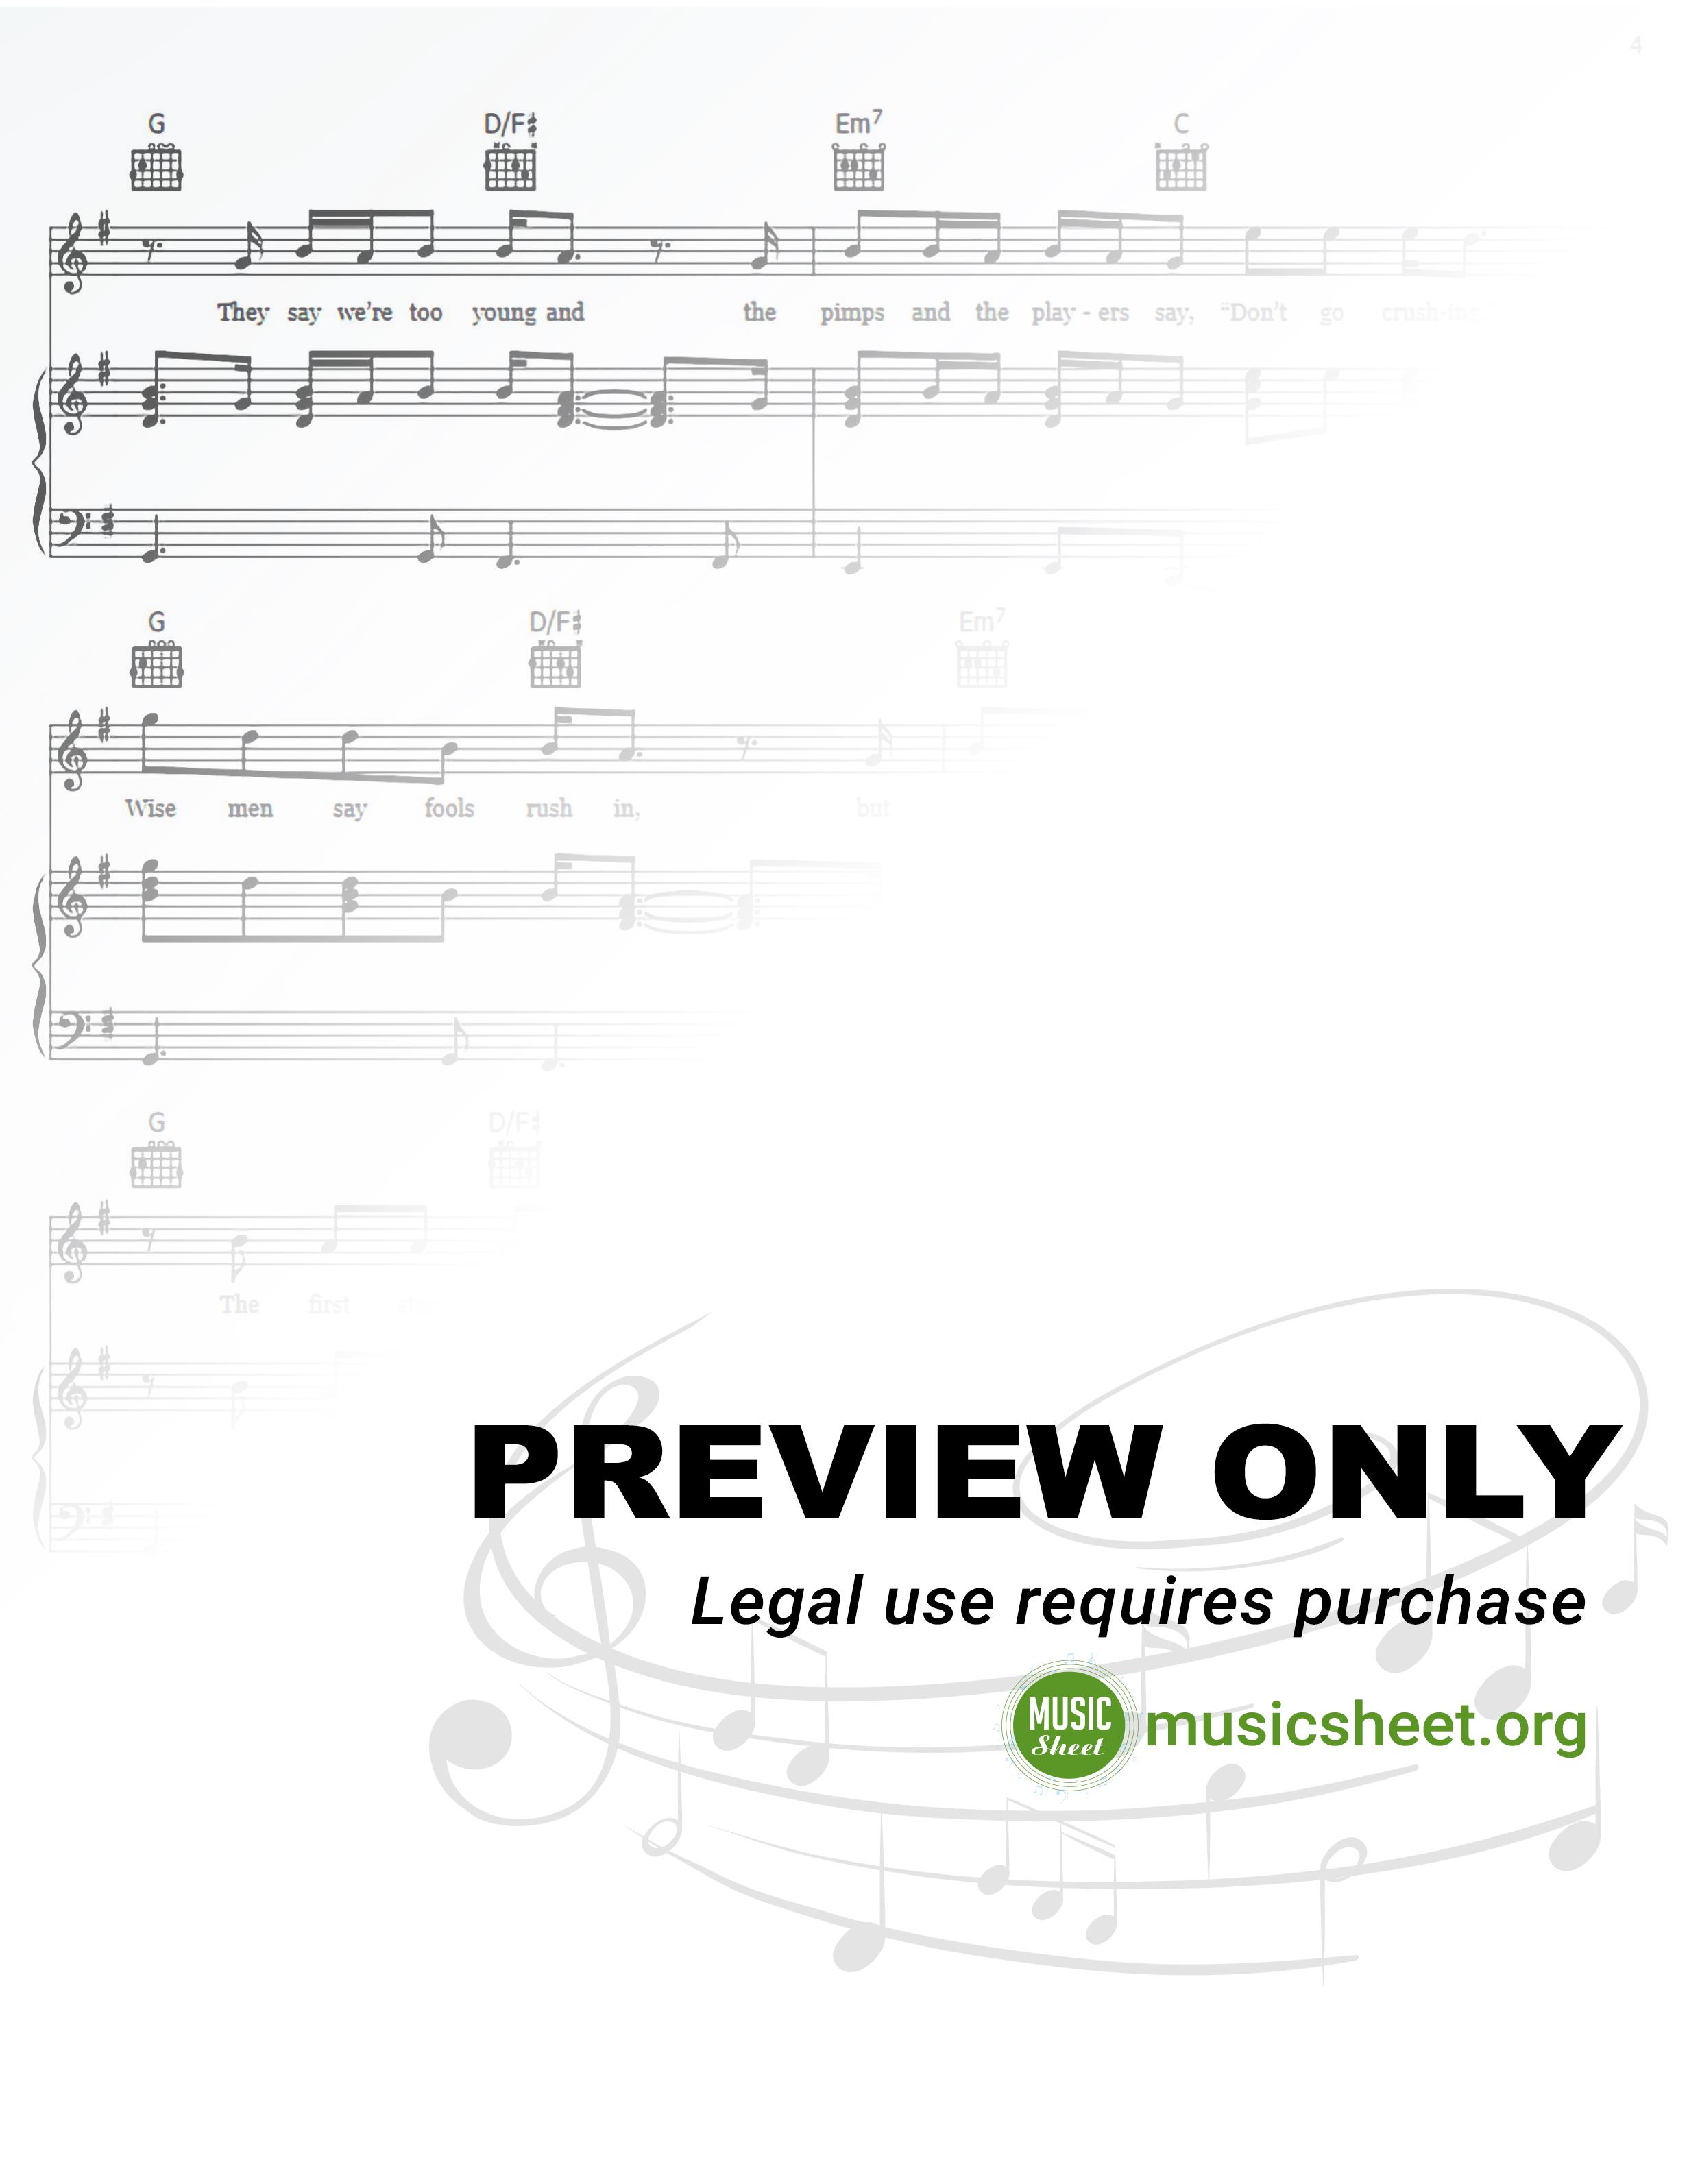 4
G D/F♯ Em7 C
They say we're too young and the pimps and the play - ers say, "Don't go crush-ing
G D/F♯ Em7
Wise men say fools rush in, but
G D/F♯
The first
PREVIEW ONLY
Legal use requires purchase
MUSIC
Sheet
musicsheet.org